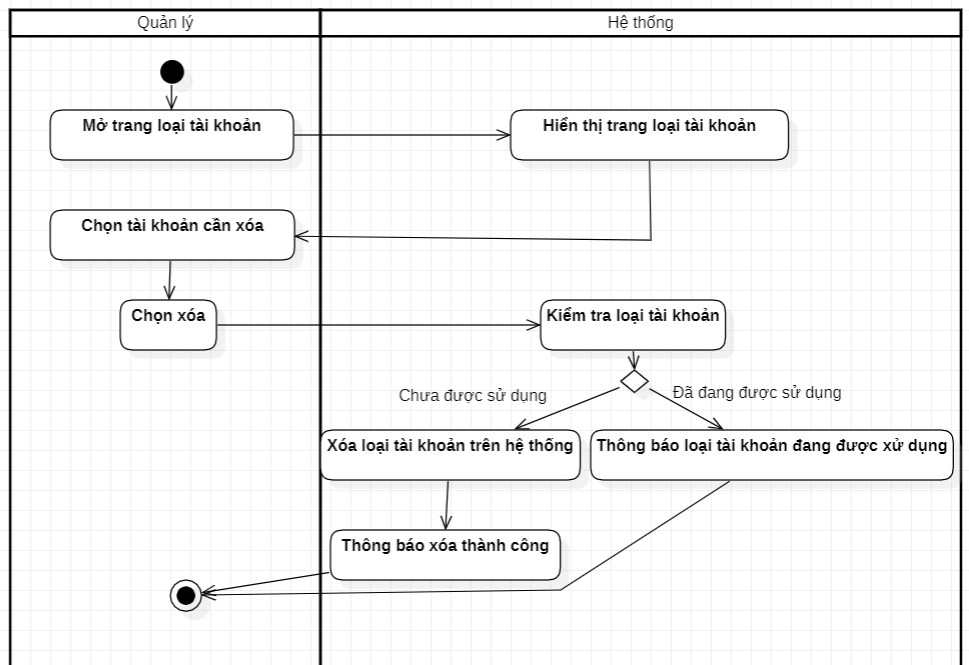 Quản lý
Hệ thống
Mở trang loại tài khoản
Hiển thị trang loại tài khoản
Chọn tài khoản cần xóa
Chọn xóa
Kiểm tra loại tài khoản
Chưa được sử dụng
Đã đang được sử dụng
Xóa loại tài khoản trên hệ thống
Thông báo loại tài khoản đang được xử dụng
Thông báo xóa thành công